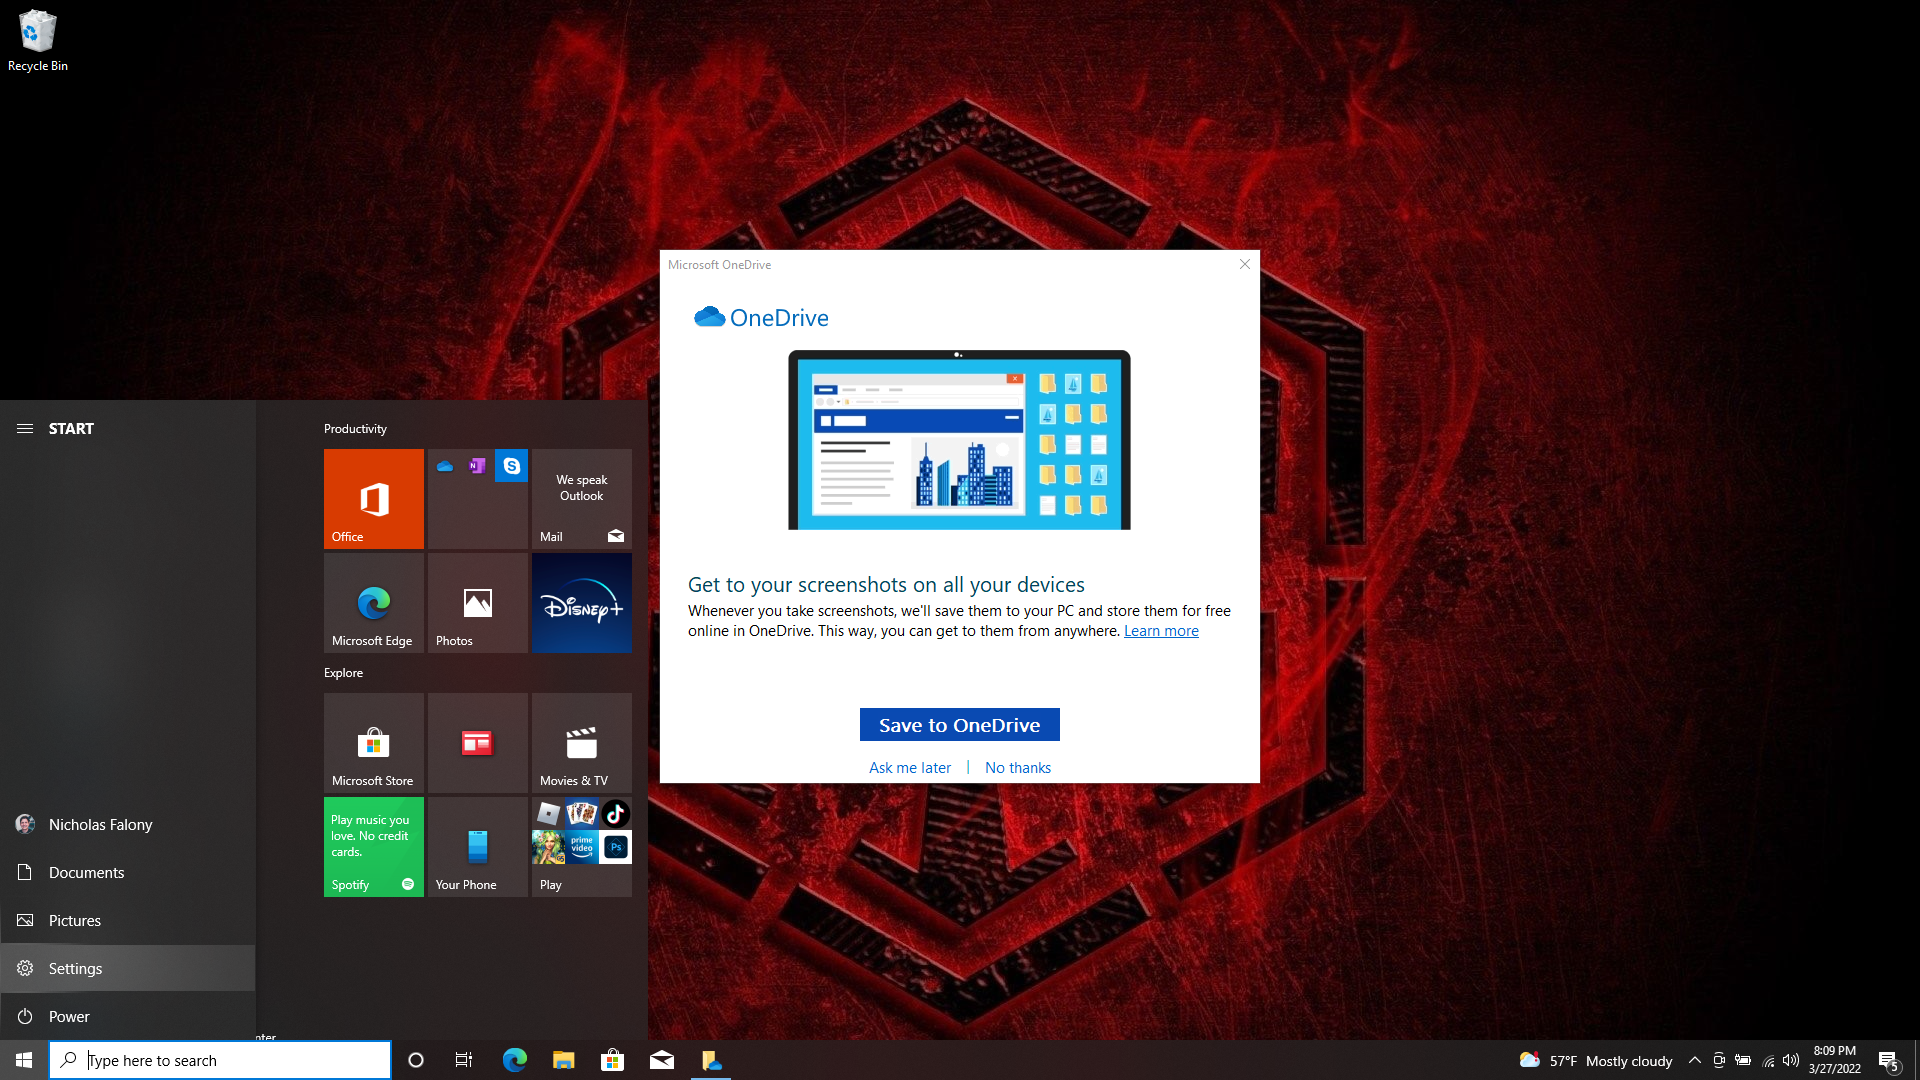 Recycle Bin
Microsoft OneDrive
OneDrive
Get to your screenshots on all your devices
Whenever you take screenshots, we'll save them to your PC and store them for free
online in OneDrive. This way, you can get to them from anywhere. Learn more
Save to OneDrive
Ask me later | No thanks
START
Nicholas Falony
Documents
Pictures
Settings
Power
Productivity
Office
We speak
Outlook
Mail
Microsoft Edge
Photos
Disney+
Explore
Microsoft Store
Movies & TV
Play music you
love. No credit
cards.
Spotify
Your Phone
prime
video
Ps
Play
Type here to search
57°F Mostly cloudy
8:09 PM
3/27/2022
5